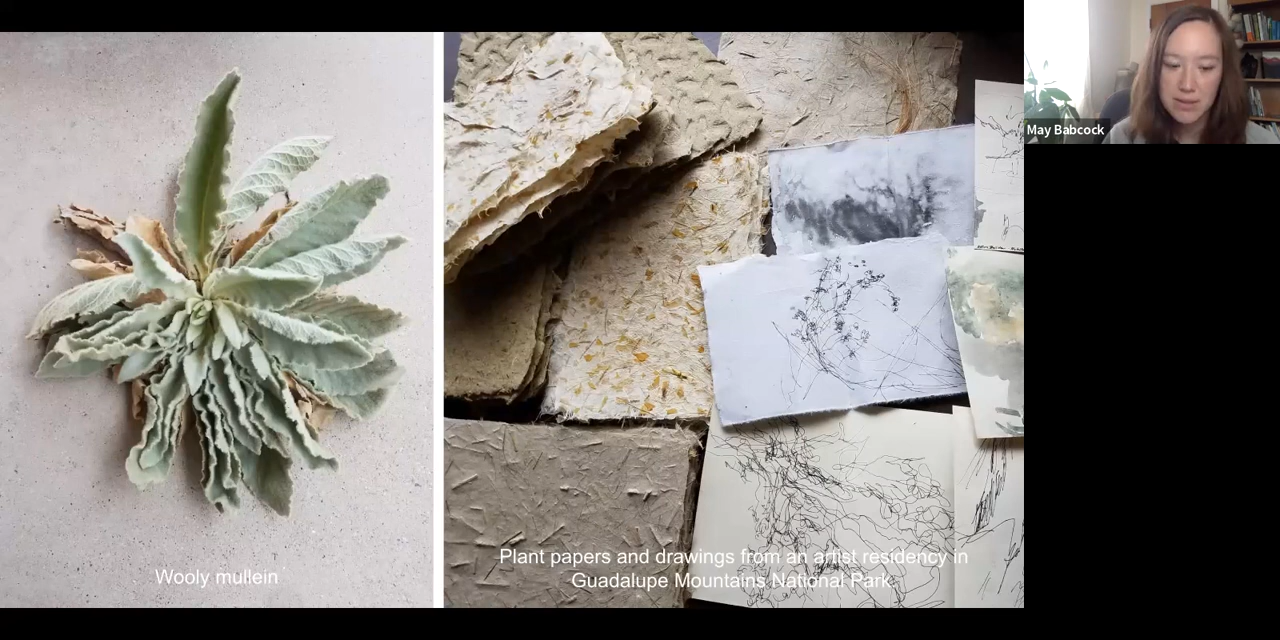 May Babcock
Wooly mullein
Plant papers and drawings from an artist residency in
Guadalupe Mountains National Park.